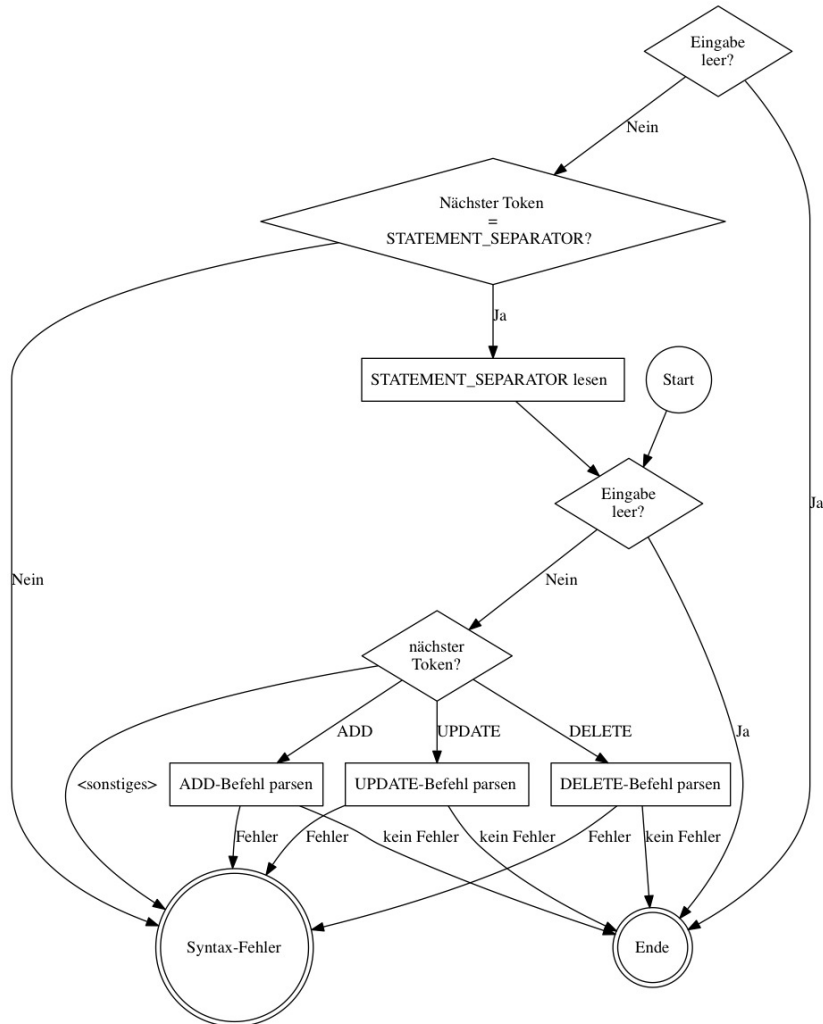 Eingabe
leer?
Nein
Nächster Token
=
STATEMENT_SEPARATOR?
Ja
STATEMENT_SEPARATOR lesen
Start
Eingabe
leer?
Ja
Nein
Nein
nächster
Token?
ADD
UPDATE
DELETE
Ja
<sonstiges>
ADD-Befehl parsen
UPDATE-Befehl parsen
DELETE-Befehl parsen
Fehler
Fehler
kein Fehler
kein Fehler
Fehler
kein Fehler
Syntax-Fehler
Ende